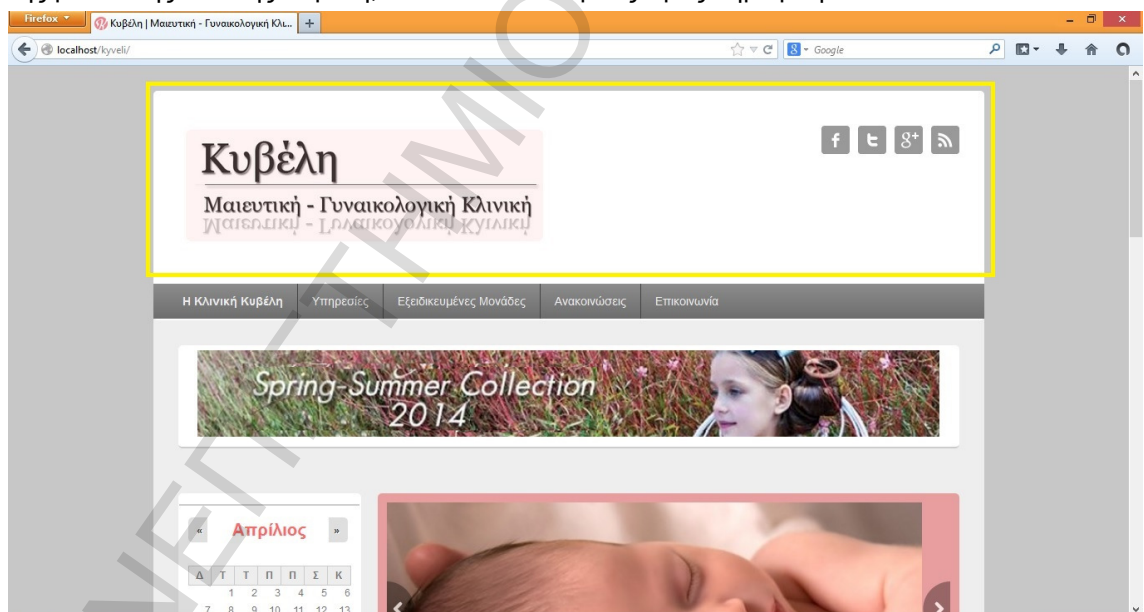 Firefox
Κυβέλη | Μαιευτική - Γυναικολογική Κλι...
localhost/kyveli/
Google
Κυβέλη
Μαιευτική - Γυναικολογική Κλινική
Η Κλινική Κυβέλη Υπηρεσίες Εξειδικευμένες Μονάδες Ανακοινώσεις Επικοινωνία
Spring-Summer Collection
2014
« Απρίλιος »
Δ Τ Τ Π Π Σ Κ
1 2 3 4 5 6
7 8 9 10 11 12 13